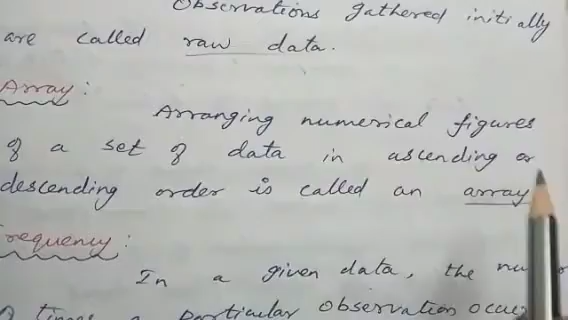 Observations gathered initially
are called raw data.
Array:
Arranging numerical figures
of a set of data in ascending or
descending order is called an array
requency:
In a given data, the
times a particular observation occu